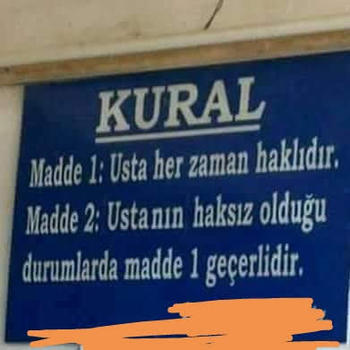 KURAL
Madde 1: Usta her zaman haklıdır.
Madde 2: Ustanın haksız olduğu
durumlarda madde 1 geçerlidir.